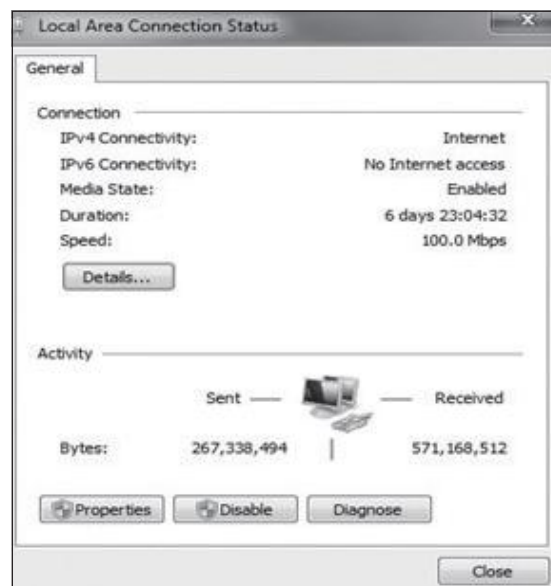 Local Area Connection Status
General
Connection
IPv4 Connectivity: Internet
IPv6 Connectivity: No Internet access
Media State: Enabled
Duration: 6 days 23:04:32
Speed: 100.0 Mbps
Details...
Activity
Sent Received
Bytes: 267,338,494 571,168,512
Properties Disable Diagnose
Close